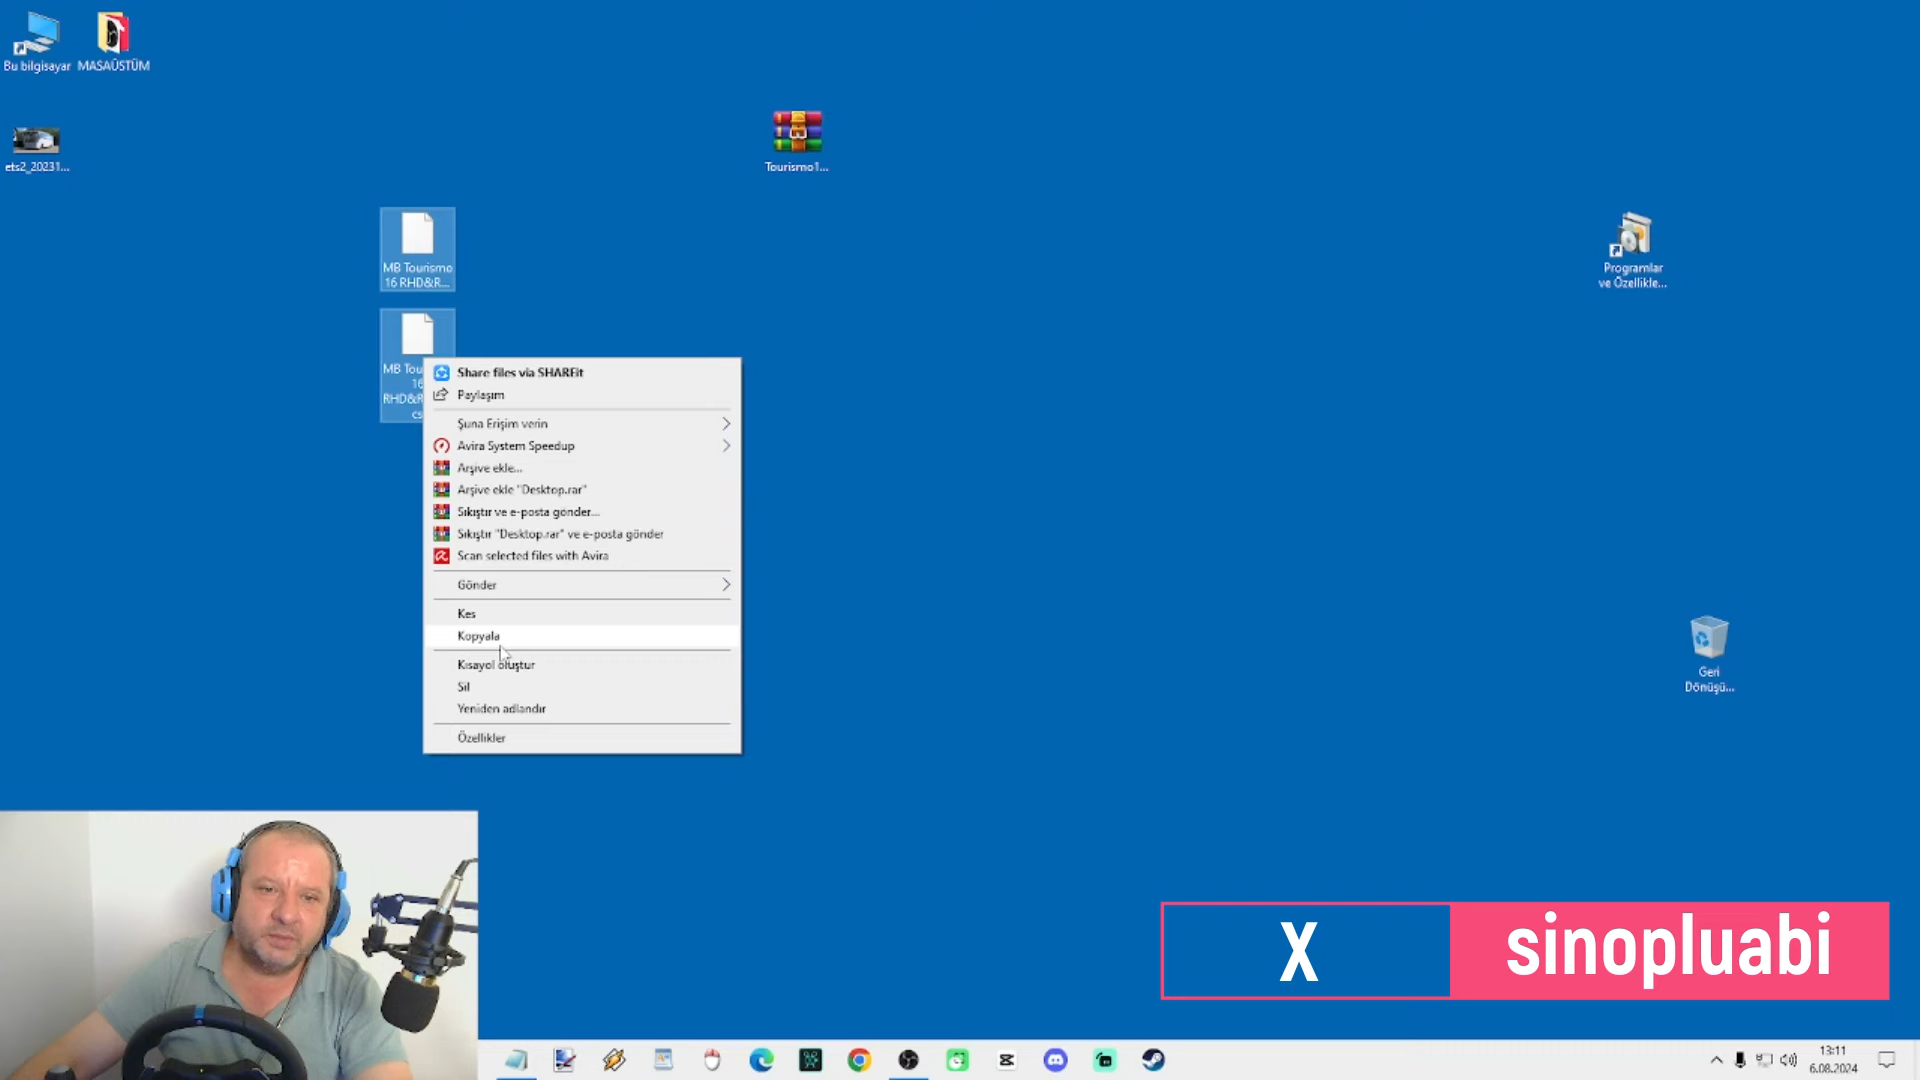 Bu bilgisayar
MASAÜSTÜM
ets2_20231...
Tourismo1...
MB Tourismo
16 RHD&R...
MB Tou
16
RHD&R
cs
Programlar
ve Özellikle...
Geri
Dönüşü...
Share files via SHAREit
Paylaşım
Şuna Erişim verin
Avira System Speedup
Arşive ekle...
Arşive ekle "Desktop.rar"
Sıkıştır ve e-posta gönder...
Sıkıştır "Desktop.rar" ve e-posta gönder
Scan selected files with Avira
Gönder
Kes
Kopyala
Kısayol oluştur
Sil
Yeniden adlandır
Özellikler
X
sinopluabi
13:11
6.08.2024